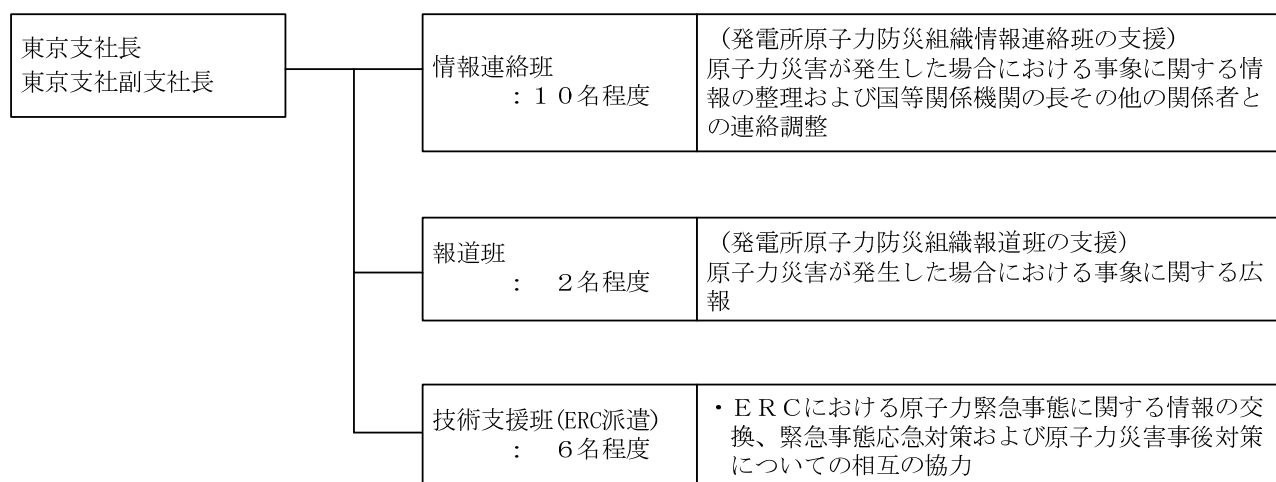 東京支社長
東京支社副支社長
情報連絡班
：１０名程度
（発電所原子力防災組織情報連絡班の支援）
原子力災害が発生した場合における事象に関する情
報の整理および国等関係機関の長その他の関係者と
の連絡調整
報道班
：　２名程度
（発電所原子力防災組織報道班の支援）
原子力災害が発生した場合における事象に関する広
報
技術支援班(ERC派遣)
：　６名程度
・ＥＲＣにおける原子力緊急事態に関する情報の交
換、緊急事態応急対策および原子力災害事後対策
についての相互の協力